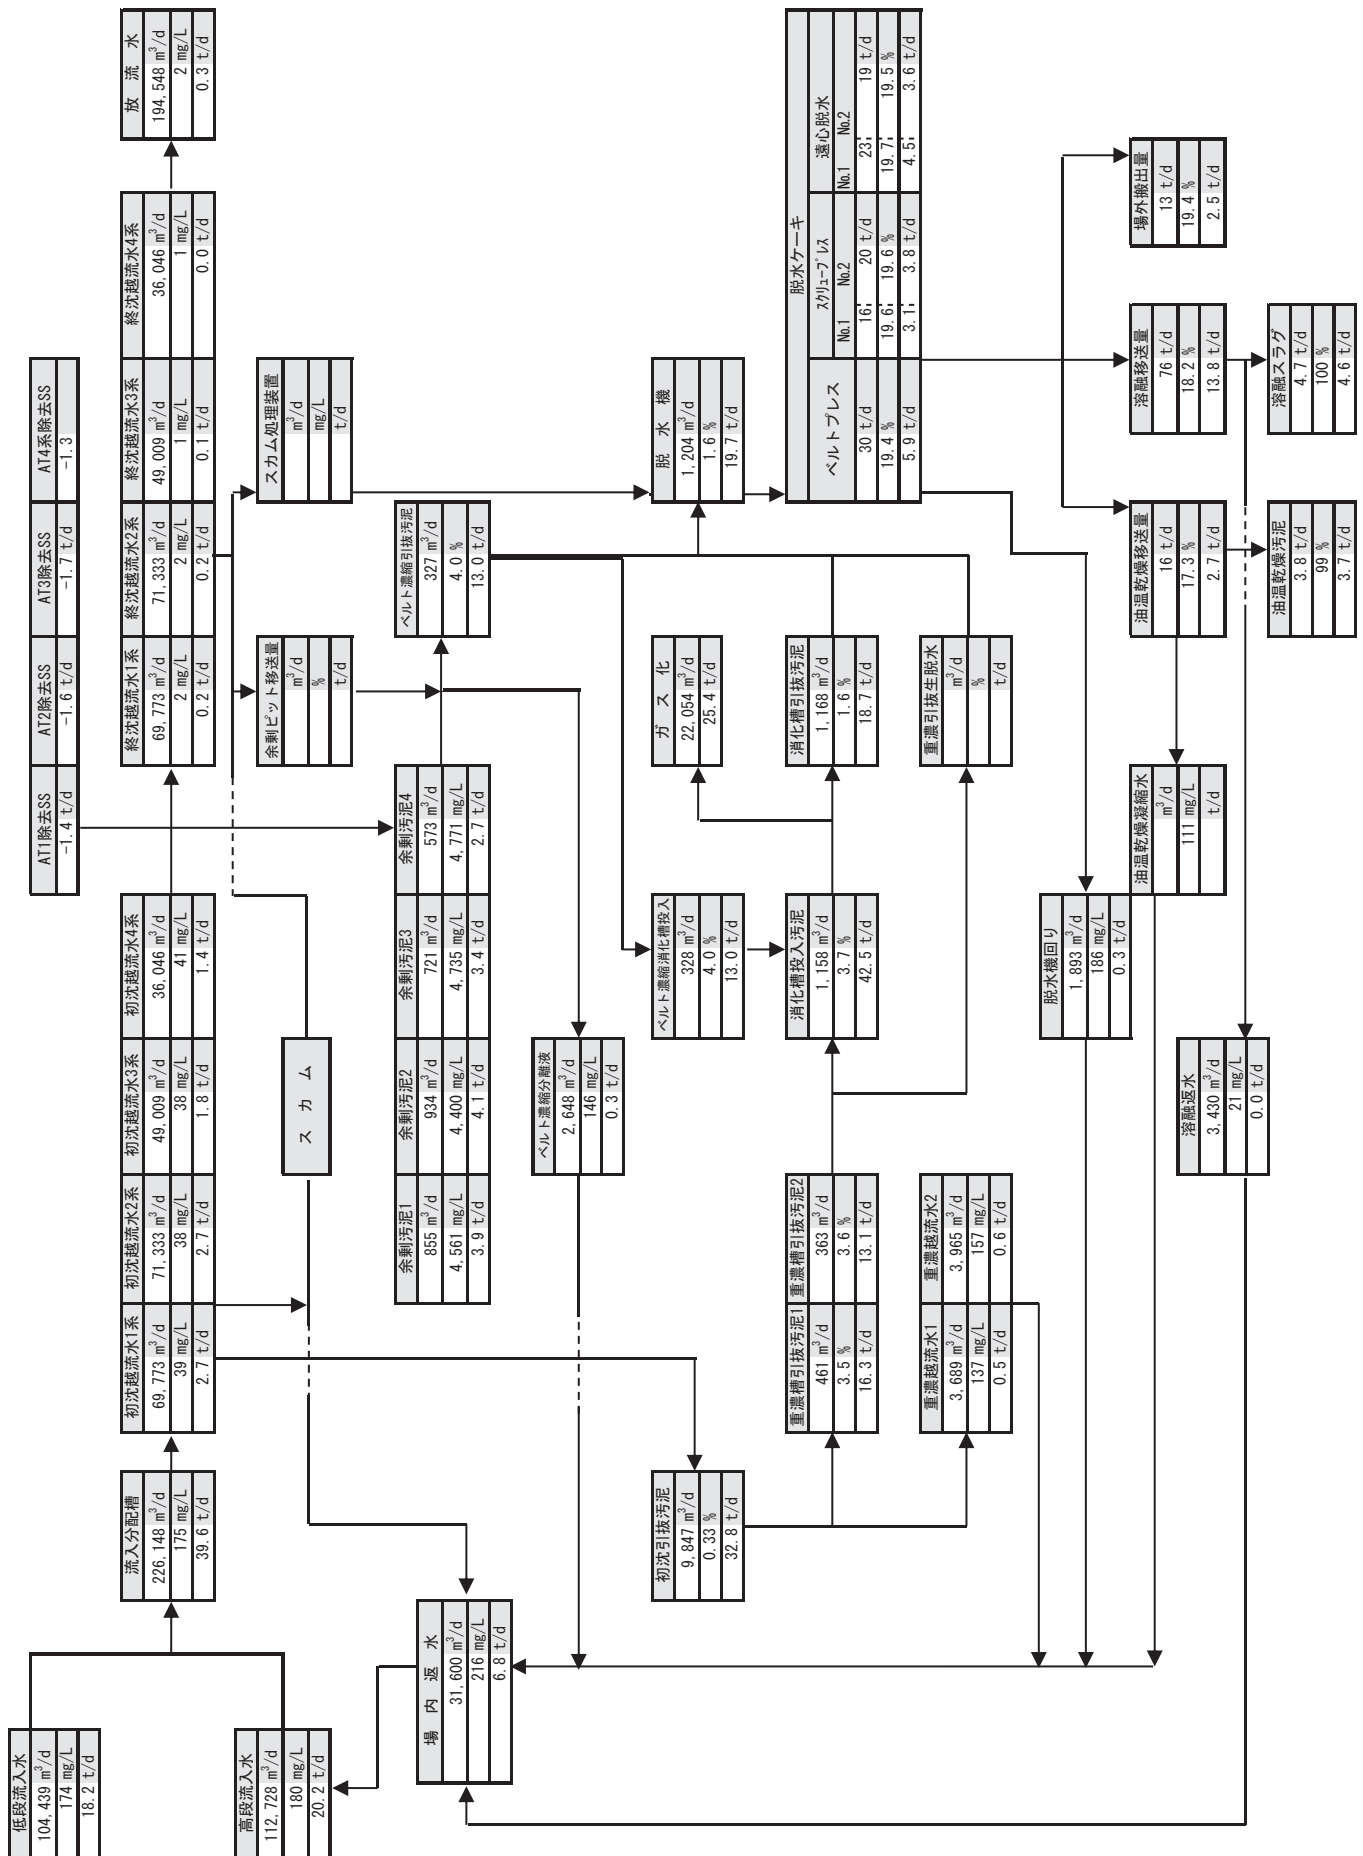 低段流入水
104,439 m³/d
174 mg/L
18.2 t/d
高段流入水
112,728 m³/d
180 mg/L
20.2 t/d
流入分配槽
226,148 m³/d
175 mg/L
39.6 t/d
場 内 返 水
31,600 m³/d
216 mg/L
6.8 t/d
AT1除去SS AT2除去SS AT3除去SS AT4系除去SS
-1.4 t/d -1.6 t/d -1.7 t/d -1.3
初沈越流水1系 初沈越流水2系 初沈越流水3系 初沈越流水4系
69,773 m³/d 71,333 m³/d 49,009 m³/d 36,046 m³/d
39 mg/L 38 mg/L 38 mg/L 41 mg/L
2.7 t/d 2.7 t/d 1.8 t/d 1.4 t/d
終沈越流水1系 終沈越流水2系 終沈越流水3系 終沈越流水4系
69,773 m³/d 71,333 m³/d 49,009 m³/d 36,046 m³/d
2 mg/L 2 mg/L 1 mg/L 1 mg/L
0.2 t/d 0.2 t/d 0.1 t/d 0.0 t/d
放 流 水
194,548 m³/d
2 mg/L
0.3 t/d
ス カ ム
余剰ピット移送量
m³/d
%
t/d
スカム処理装置
m³/d
mg/L
t/d
余剰汚泥1 余剰汚泥2 余剰汚泥3 余剰汚泥4
855 m³/d 934 m³/d 721 m³/d 573 m³/d
4,561 mg/L 4,400 mg/L 4,735 mg/L 4,771 mg/L
3.9 t/d 4.1 t/d 3.4 t/d 2.7 t/d
ベルト濃縮引抜汚泥
327 m³/d
4.0 %
13.0 t/d
ベルト濃縮分離液
2,648 m³/d
146 mg/L
0.3 t/d
初沈引抜汚泥
9,847 m³/d
0.33 %
32.8 t/d
ベルト濃縮消化槽投入
328 m³/d
4.0 %
13.0 t/d
ガ ス 化
22,054 m³/d
25.4 t/d
脱 水 機
1,204 m³/d
1.6 %
19.7 t/d
重濃槽引抜汚泥1 重濃槽引抜汚泥2
461 m³/d 363 m³/d
3.5 % 3.6 %
16.3 t/d 13.1 t/d
消化槽投入汚泥
1,158 m³/d
3.7 %
42.5 t/d
消化槽引抜汚泥
1,168 m³/d
1.6 %
18.7 t/d
脱水ケーキ
ベルトプレス スクリュープレス 遠心脱水
No.1 No.2 No.1 No.2
30 t/d 16 20 t/d 23 19 t/d
19.4 % 19.6 19.6 % 19.7 19.5 %
5.9 t/d 3.1 3.8 t/d 4.5 3.6 t/d
重濃越流水1 重濃越流水2
3,689 m³/d 3,965 m³/d
137 mg/L 157 mg/L
0.5 t/d 0.6 t/d
重濃引抜生脱水
m³/d
%
t/d
脱水機回り
1,893 m³/d
186 mg/L
0.3 t/d
油温乾燥凝縮水
m³/d
111 mg/L
t/d
油温乾燥移送量
16 t/d
17.3 %
2.7 t/d
溶融移送量
76 t/d
18.2 %
13.8 t/d
場外搬出量
13 t/d
19.4 %
2.5 t/d
溶融返水
3,430 m³/d
21 mg/L
0.0 t/d
油温乾燥汚泥
3.8 t/d
99 %
3.7 t/d
溶融スラグ
4.7 t/d
100 %
4.6 t/d